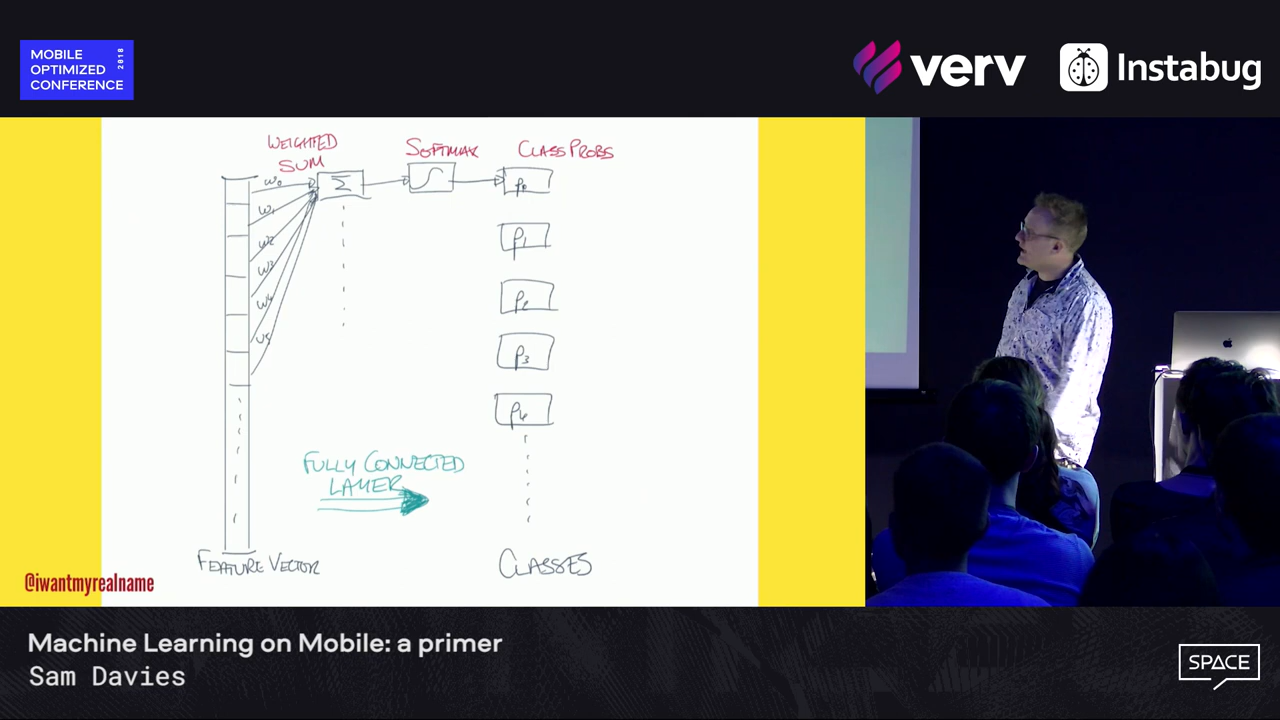 MOBILE
OPTIMIZED
CONFERENCE
2018
verv
Instabug
WEIGHTED
SUM
SOFTMAX
CLASS PROBS
w0
Σ
p0
w1
w2
p1
w3
w4
p2
w5
p3
p4
FULLY CONNECTED
LAYER
FEATURE VECTOR
CLASSES
@iwantmyrealname
Machine Learning on Mobile: a primer
Sam Davies
SPACE